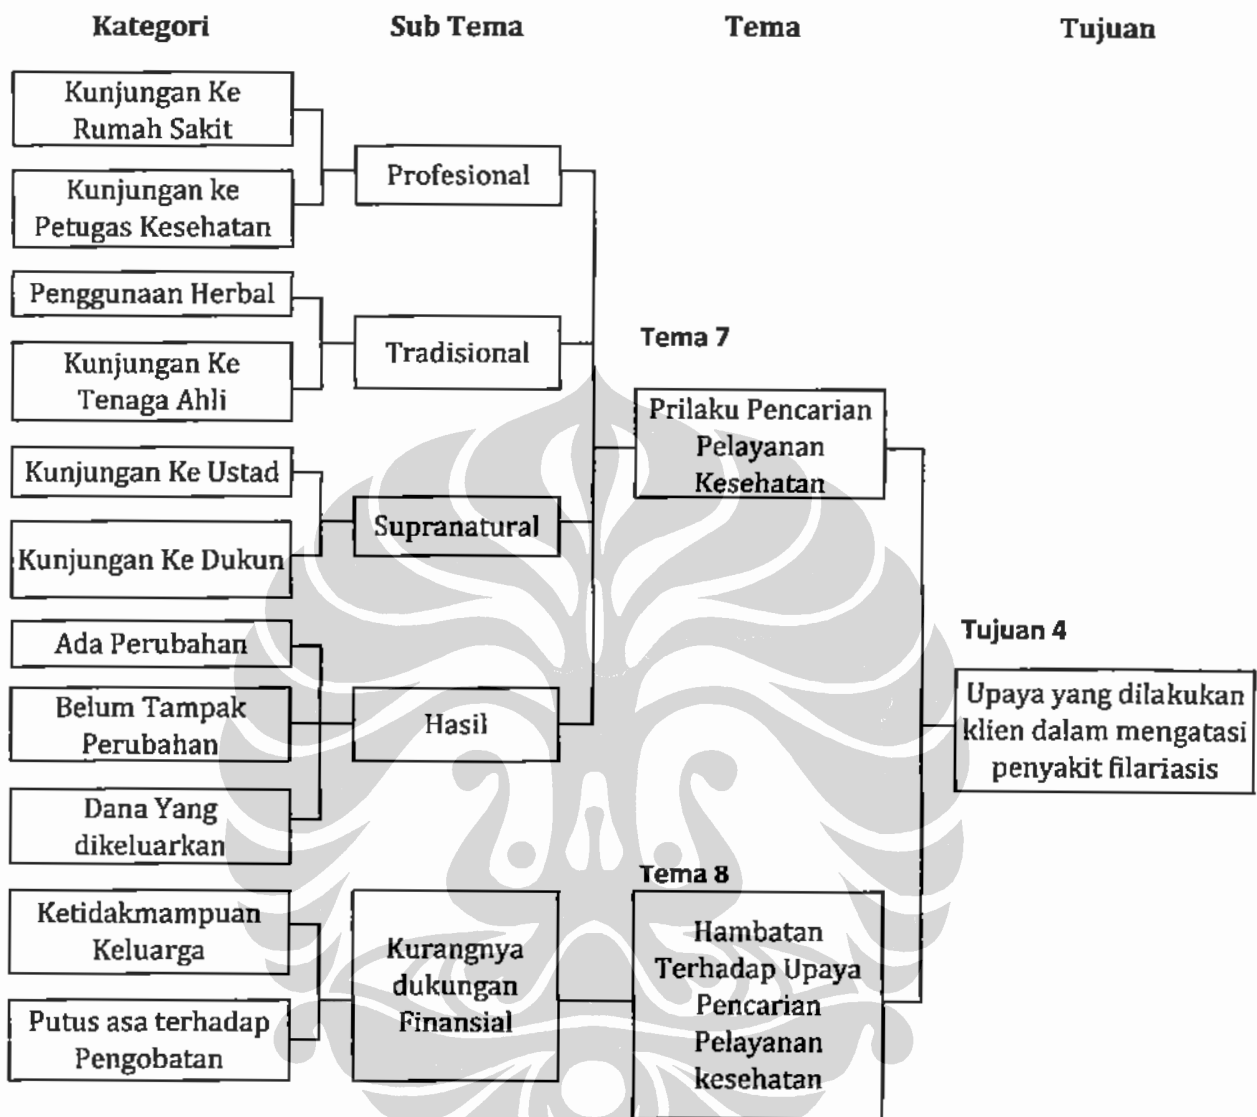 Kategori
Sub Tema
Tema
Tujuan
Kunjungan Ke
Rumah Sakit
Kunjungan ke
Petugas Kesehatan
Profesional
Penggunaan Herbal
Kunjungan Ke
Tenaga Ahli
Tradisional
Kunjungan Ke Ustad
Kunjungan Ke Dukun
Supranatural
Ada Perubahan
Belum Tampak
Perubahan
Dana Yang
dikeluarkan
Hasil
Tema 7
Prilaku Pencarian
Pelayanan
Kesehatan
Ketidakmampuan
Keluarga
Putus asa terhadap
Pengobatan
Kurangnya
dukungan
Finansial
Tema 8
Hambatan
Terhadap Upaya
Pencarian
Pelayanan
kesehatan
Tujuan 4
Upaya yang dilakukan
klien dalam mengatasi
penyakit filariasis